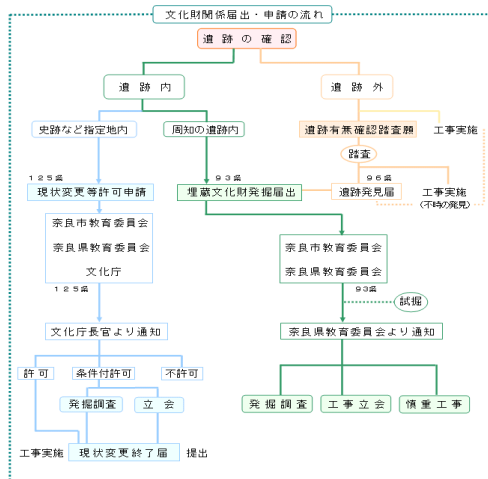 文化財関係届出・申請の流れ
遺跡の確認
遺跡内
遺跡外
史跡など指定地内
周知の遺跡内
遺跡有無確認踏査願
工事実施
踏査
125条
93条
96条
現状変更等許可申請
埋蔵文化財発掘届出
遺跡発見届
工事実施
(不時の発見)
奈良市教育委員会
奈良県教育委員会
文化庁
奈良市教育委員会
奈良県教育委員会
125条
93条
試掘
文化庁長官より通知
奈良県教育委員会より通知
許可
条件付許可
不許可
発掘調査
立会
発掘調査
工事立会
慎重工事
工事実施
現状変更終了届
提出